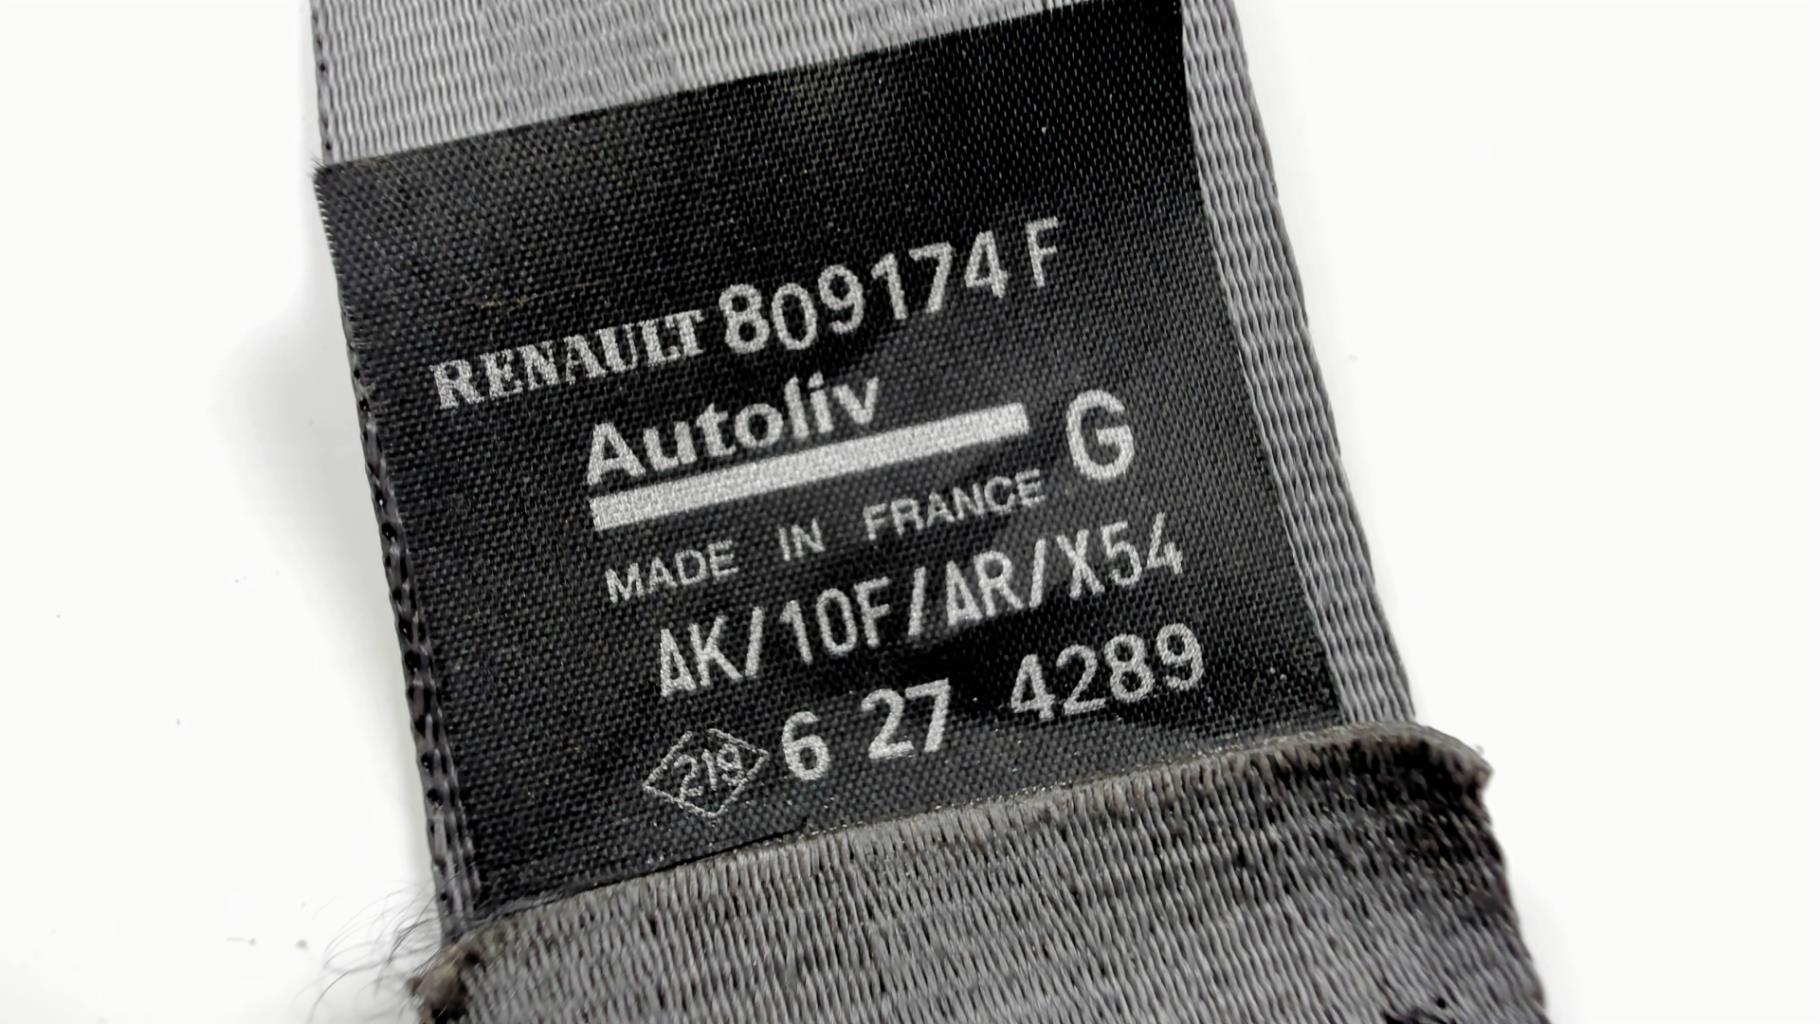 RENAULT 809174 F
Autoliv G
MADE IN FRANCE
AK/10F/AR/X54
219 6 27 4289